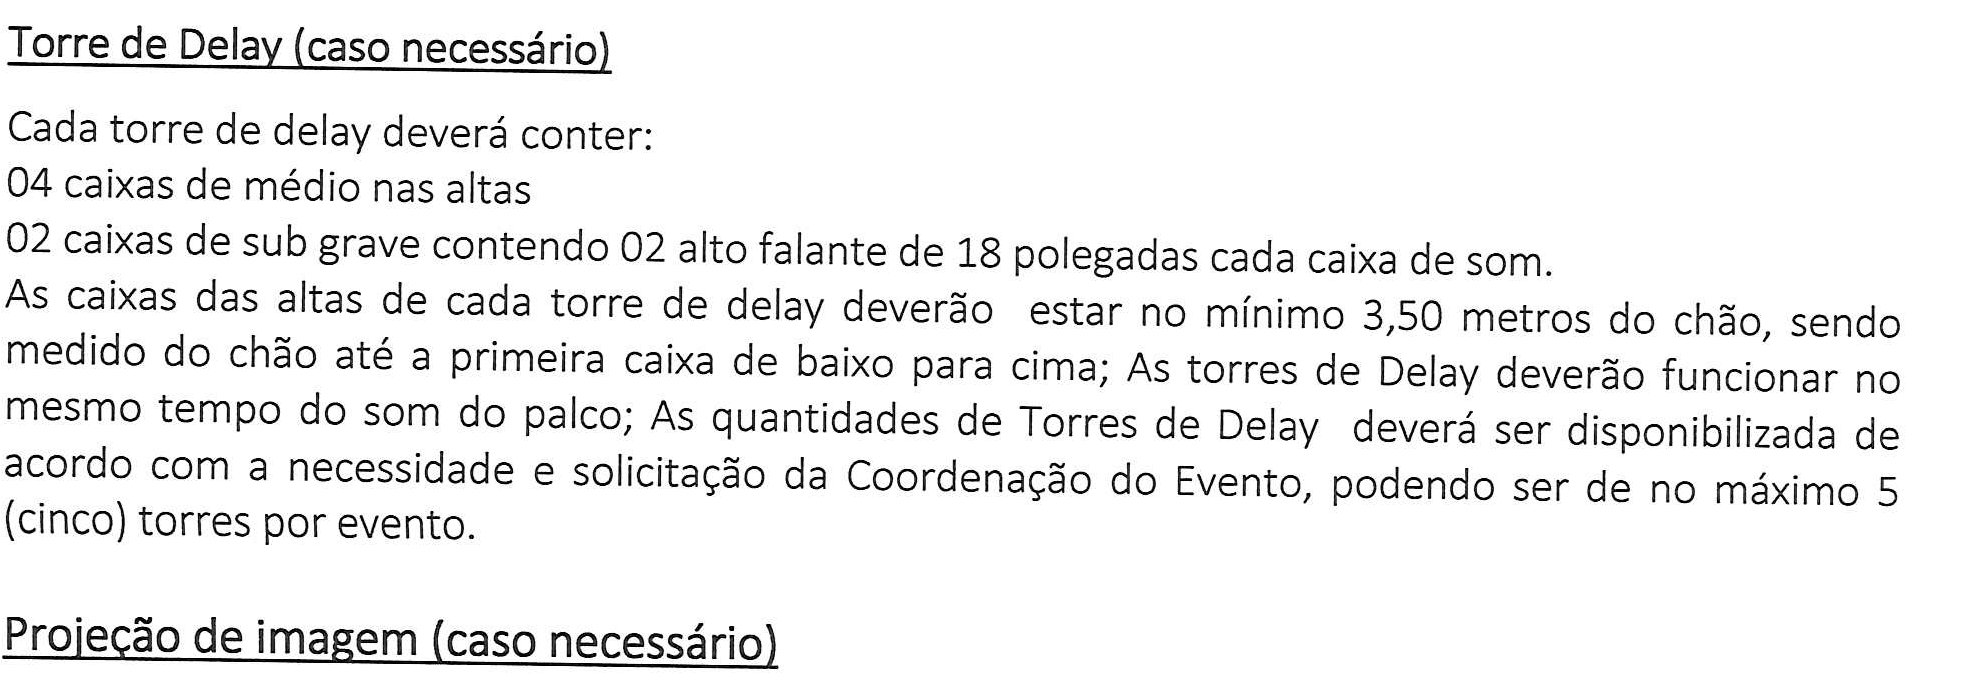 Torre de Delay (caso necessário)
Cada torre de delay deverá conter:
04 caixas de médio nas altas
02 caixas de sub grave contendo 02 alto falante de 18 polegadas cada caixa de som.
As caixas das altas de cada torre de delay deverão estar no mínimo 3,50 metros do chão, sendo
medido do chão até a primeira caixa de baixo para cima; As torres de Delay deverão funcionar no
mesmo tempo do som do palco; As quantidades de Torres de Delay deverá ser disponibilizada de
acordo com a necessidade e solicitação da Coordenação do Evento, podendo ser de no máximo 5
(cinco) torres por evento.
Projeção de imagem (caso necessário)